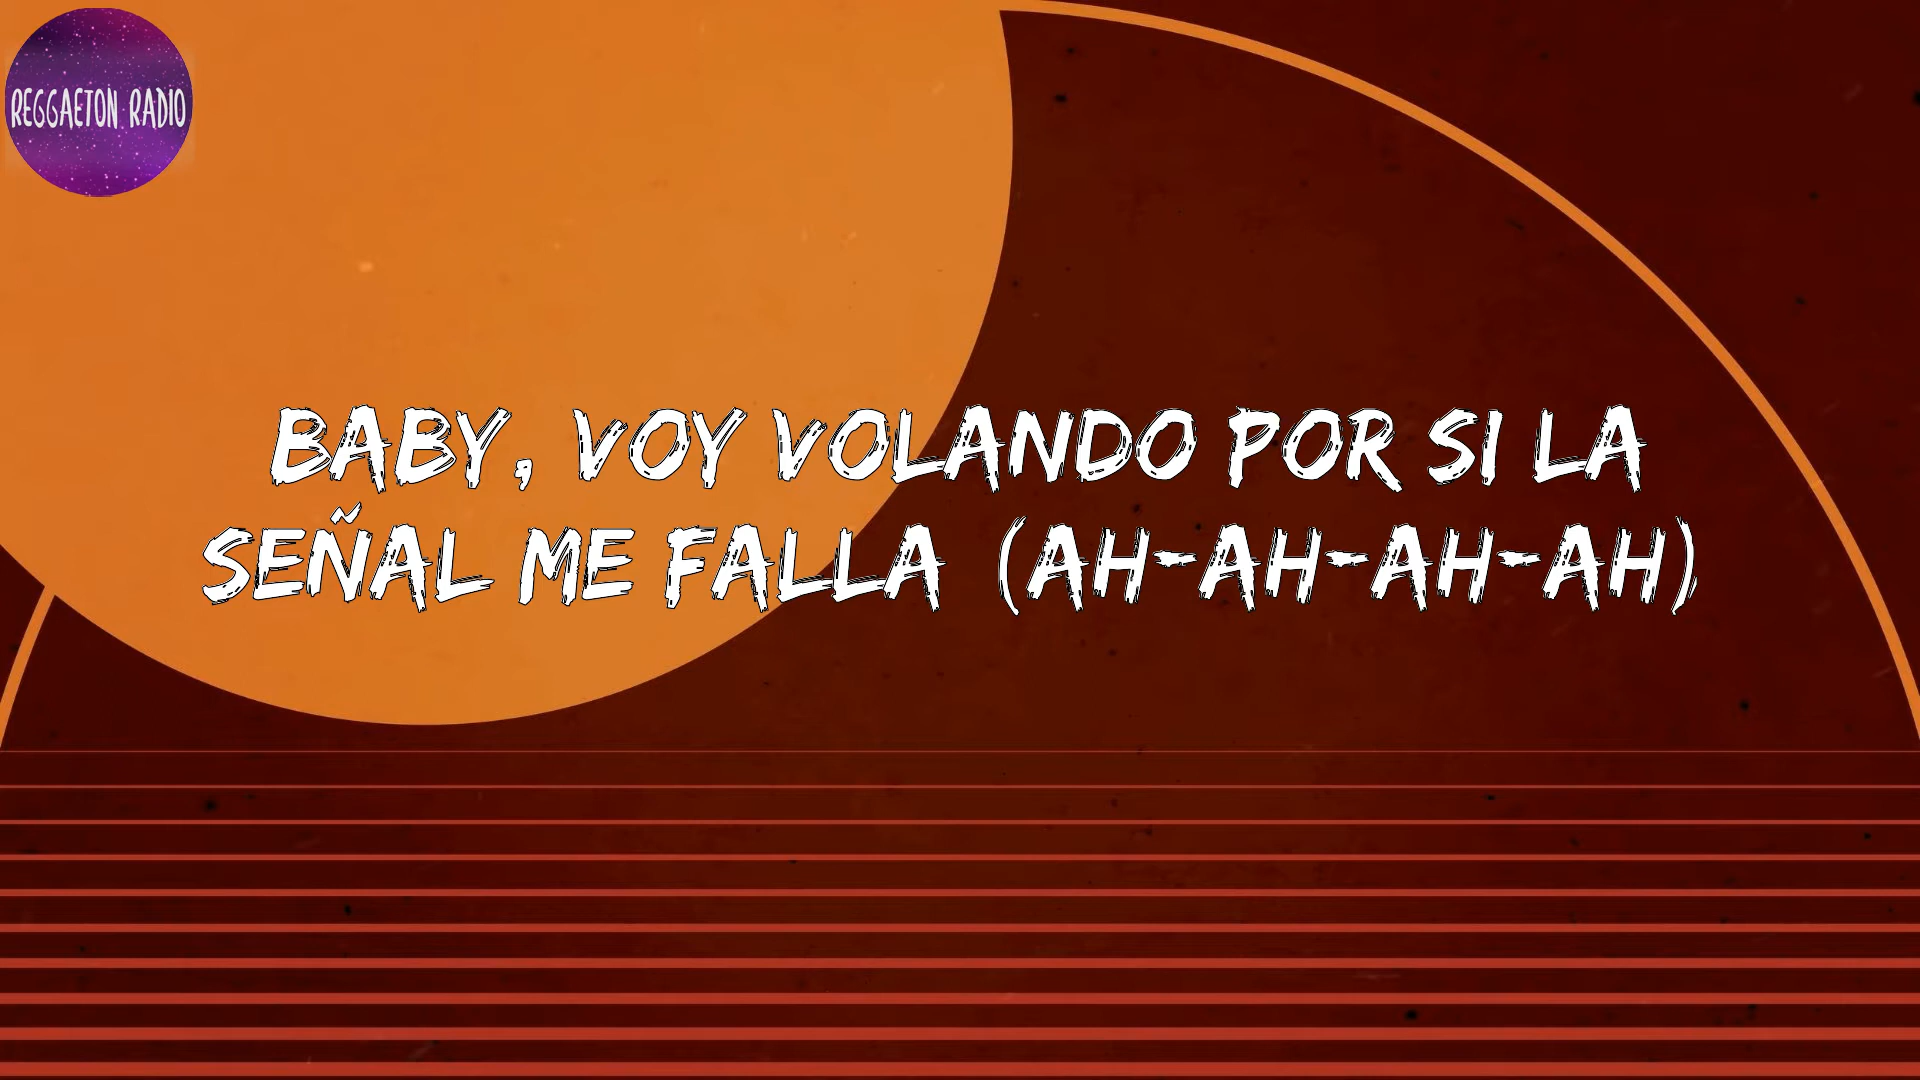 REGGAETON RADIO
BABY, VOY VOLANDO POR SI LA
SEÑAL ME FALLA (AH-AH-AH-AH)